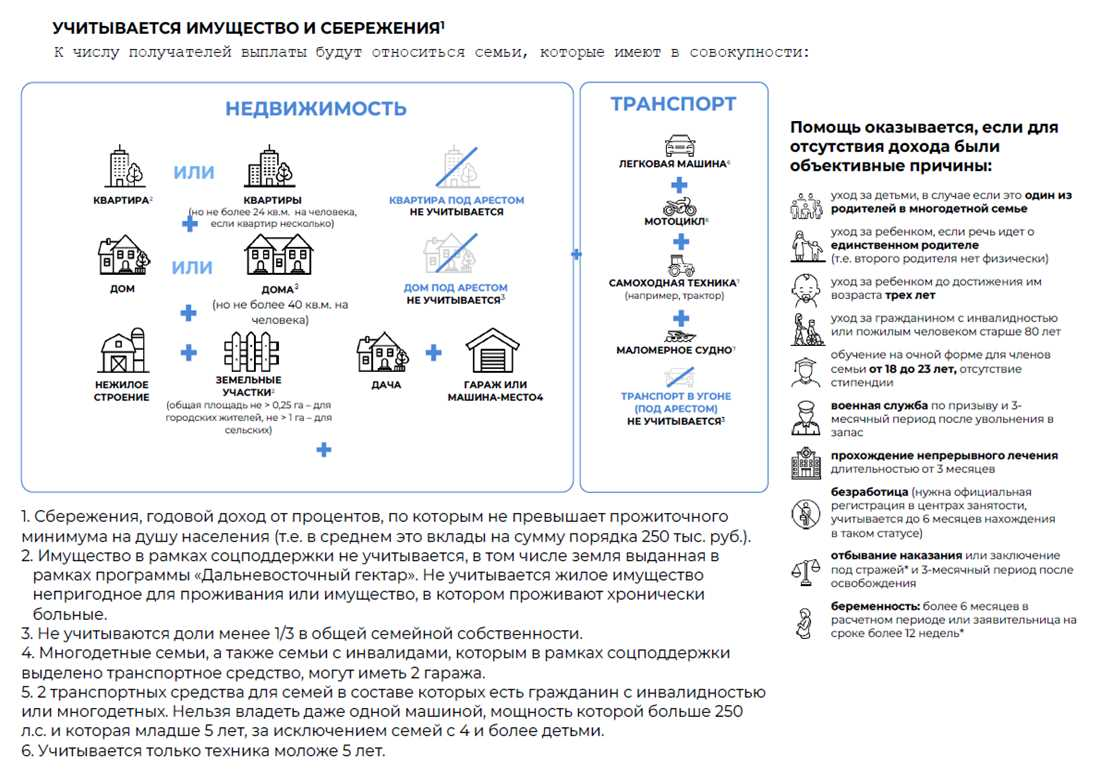 УЧИТЫВАЕТСЯ ИМУЩЕСТВО И СБЕРЕЖЕНИЯ¹
К числу получателей выплаты будут относиться семьи, которые имеют в совокупности:
НЕДВИЖИМОСТЬ
КВАРТИРА²
ИЛИ
КВАРТИРЫ
(но не более 24 кв.м. на человека,
если квартир несколько)
КВАРТИРА ПОД АРЕСТОМ
НЕ УЧИТЫВАЕТСЯ
ДОМ
ИЛИ
ДОМА²
(но не более 40 кв.м. на
человека)
ДОМ ПОД АРЕСТОМ
НЕ УЧИТЫВАЕТСЯ³
НЕЖИЛОЕ
СТРОЕНИЕ
ЗЕМЕЛЬНЫЕ
УЧАСТКИ²
(общая площадь не > 0,25 га – для
городских жителей, не > 1 га – для
сельских)
ДАЧА
ГАРАЖ ИЛИ
МАШИНА-МЕСТО4
ТРАНСПОРТ
ЛЕГКОВАЯ МАШИНА⁶
МОТОЦИКЛ⁶
САМОХОДНАЯ ТЕХНИКА⁷
(например, трактор)
МАЛОМЕРНОЕ СУДНО⁷
ТРАНСПОРТ В УГОНЕ
(ПОД АРЕСТОМ)
НЕ УЧИТЫВАЕТСЯ³
Помощь оказывается, если для
отсутствия дохода были
объективные причины:
уход за детьми, в случае если это один из
родителей в многодетной семье
уход за ребенком, если речь идет о
единственном родителе
(т.е. второго родителя нет физически)
уход за ребенком до достижения им
возраста трех лет
уход за гражданином с инвалидностью
или пожилым человеком старше 80 лет
обучение на очной форме для членов
семьи от 18 до 23 лет, отсутствие
стипендии
военная служба по призыву и 3-
месячный период после увольнения в
запас
прохождение непрерывного лечения
длительностью от 3 месяцев
безработица (нужна официальная
регистрация в центрах занятости,
учитывается до 6 месяцев нахождения
в таком статусе)
отбывание наказания или заключение
под стражей* и 3-месячный период после
освобождения
беременность: более 6 месяцев в
расчетном периоде или заявительница на
сроке более 12 недель*
1. Сбережения, годовой доход от процентов, по которым не превышает прожиточного
минимума на душу населения (т.е. в среднем это вклады на сумму порядка 250 тыс. руб.).
2. Имущество в рамках соцподдержки не учитывается, в том числе земля выданная в
рамках программы «Дальневосточный гектар». Не учитывается жилое имущество
непригодное для проживания или имущество, в котором проживают хронически
больные.
3. Не учитываются доли менее 1/3 в общей семейной собственности.
4. Многодетные семьи, а также семьи с инвалидами, которым в рамках соцподдержки
выделено транспортное средство, могут иметь 2 гаража.
5. 2 транспортных средства для семей в составе которых есть гражданин с инвалидностью
или многодетных. Нельзя владеть даже одной машиной, мощность которой больше 250
л.с. и которая младше 5 лет, за исключением семей с 4 и более детьми.
6. Учитывается только техника моложе 5 лет.